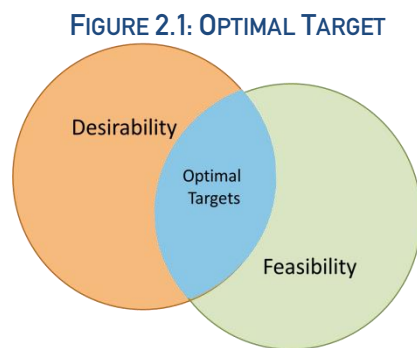 FIGURE 2.1: OPTIMAL TARGET
Desirability
Optimal
Targets
Feasibility